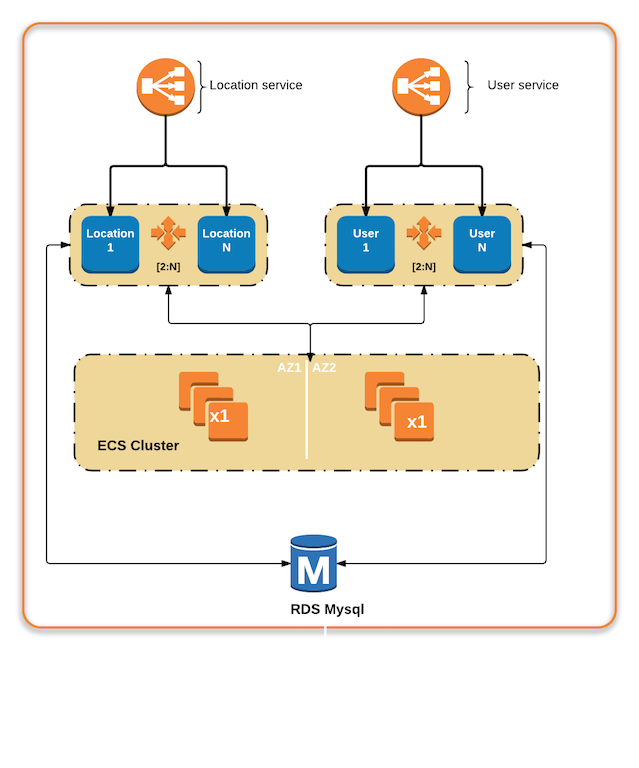 Location service
User service
Location
1
Location
N
[2:N]
User
1
User
N
[2:N]
AZ1
AZ2
x1
x1
ECS Cluster
M
RDS Mysql